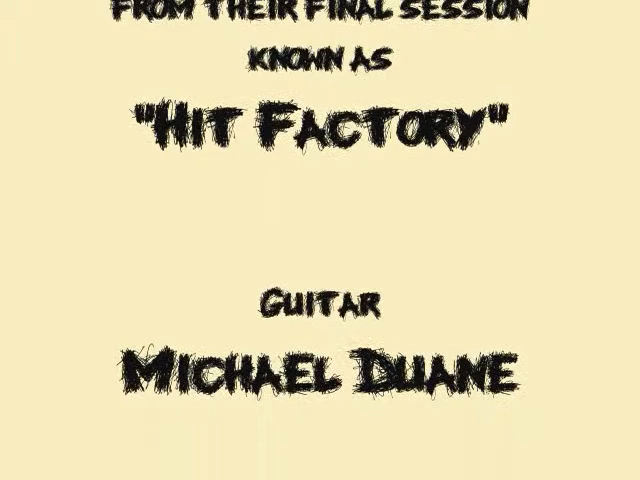 FROM THEIR FINAL SESSION
KNOWN AS
"HIT FACTORY"
GUITAR
MICHAEL DUANE